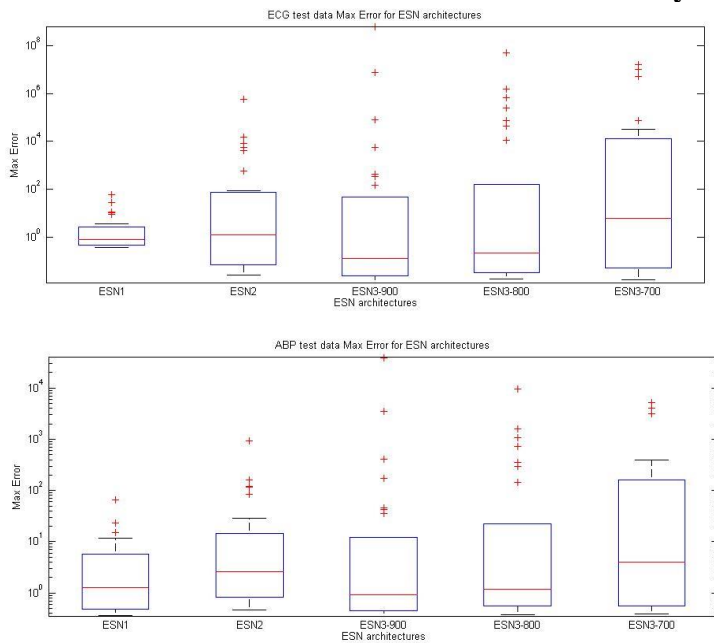 ECG test data Max Error for ESN architectures
10^8
10^6
10^4
10^2
10^0
Max Error
ESN1 ESN2 ESN3-900 ESN3-800 ESN3-700
ESN architectures
ABP test data Max Error for ESN architectures
10^4
10^3
10^2
10^1
10^0
Max Error
ESN1 ESN2 ESN3-900 ESN3-800 ESN3-700
ESN architectures